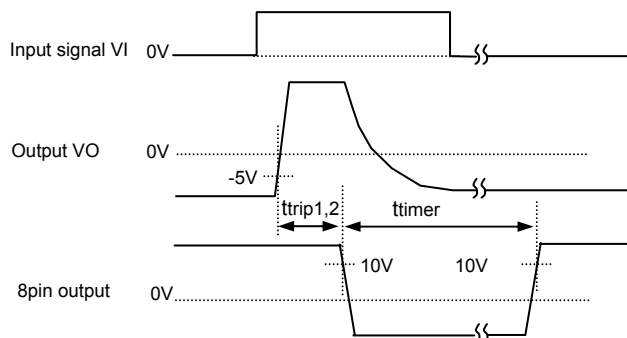 Input signal VI 0V
Output VO 0V
-5V
ttrip1,2 ttimer
10V 10V
8pin output 0V